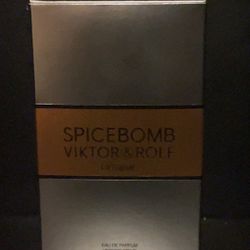 SPICEBOMB
VIKTOR&ROLF
EAU DE PARFUM